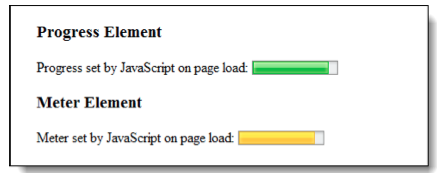 Progress Element
Progress set by JavaScript on page load:
Meter Element
Meter set by JavaScript on page load: